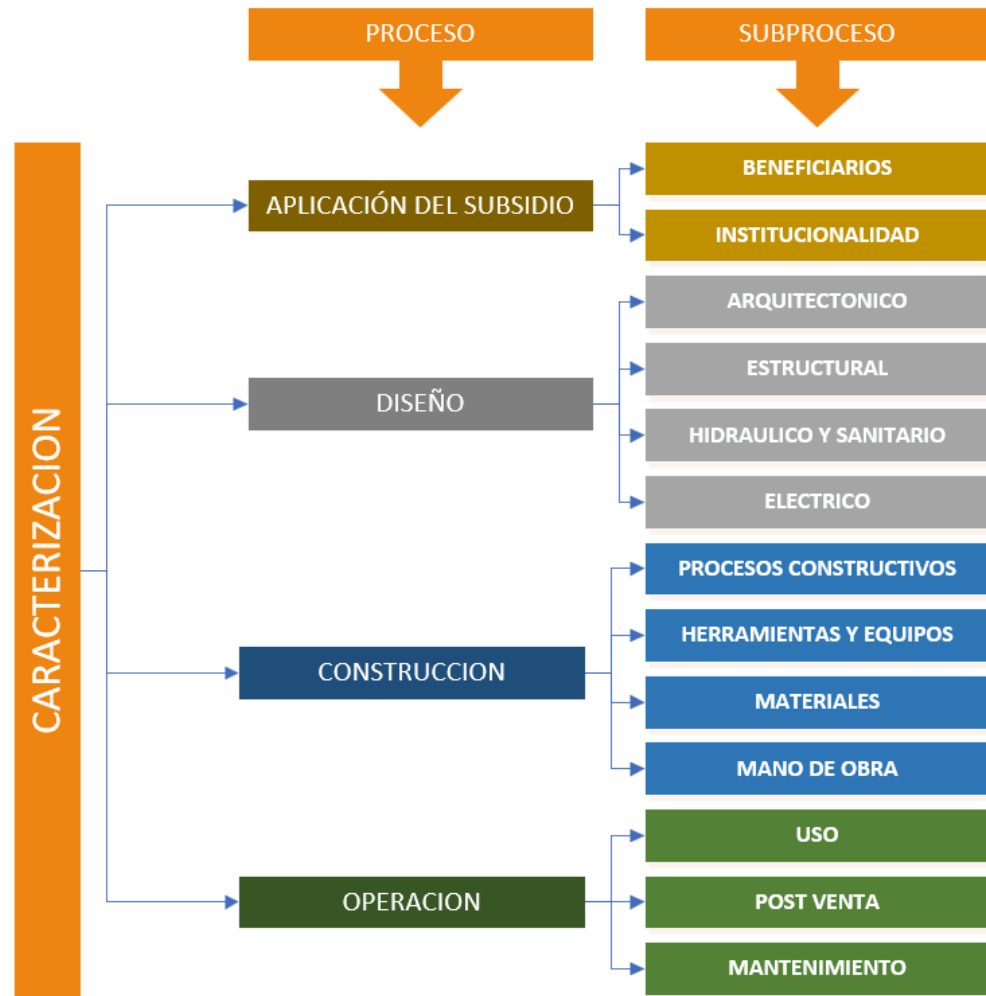 PROCESO
SUBPROCESO
CARACTERIZACION
APLICACIÓN DEL SUBSIDIO
BENEFICIARIOS
INSTITUCIONALIDAD
DISEÑO
ARQUITECTONICO
ESTRUCTURAL
HIDRAULICO Y SANITARIO
ELECTRICO
CONSTRUCCION
PROCESOS CONSTRUCTIVOS
HERRAMIENTAS Y EQUIPOS
MATERIALES
MANO DE OBRA
OPERACION
USO
POST VENTA
MANTENIMIENTO